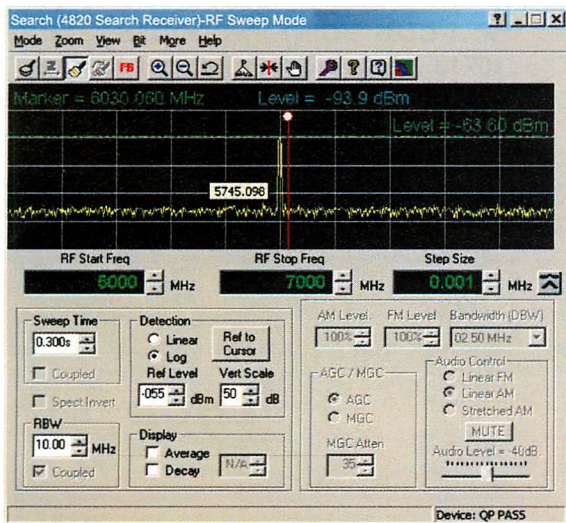 Search (4820 Search Receiver)-RF Sweep Mode
Mode Zoom View Bit More Help
FB
Marker = 6030.060 MHz Level = -93.9 dBm
Level = -63.60 dBm
5745.098
RF Start Freq RF Stop Freq Step Size
5000 MHz 7000 MHz 0.001 MHz
Sweep Time
0.300s
Coupled
Spect Invert
RBW
10.00 MHz
Coupled
Detection
Linear
Log
Ref to Cursor
Ref Level Vert Scale
-055 dBm 50 dB
Display
Average
Decay
N/A
AM Level FM Level Bandwidth (DBW)
100% 100% 02.50 MHz
AGC / MGC
AGC
MGC
MGC Atten
35
Audio Control
Linear FM
Linear AM
Stretched AM
MUTE
Audio Level = -40dB.
Device: QP PASS